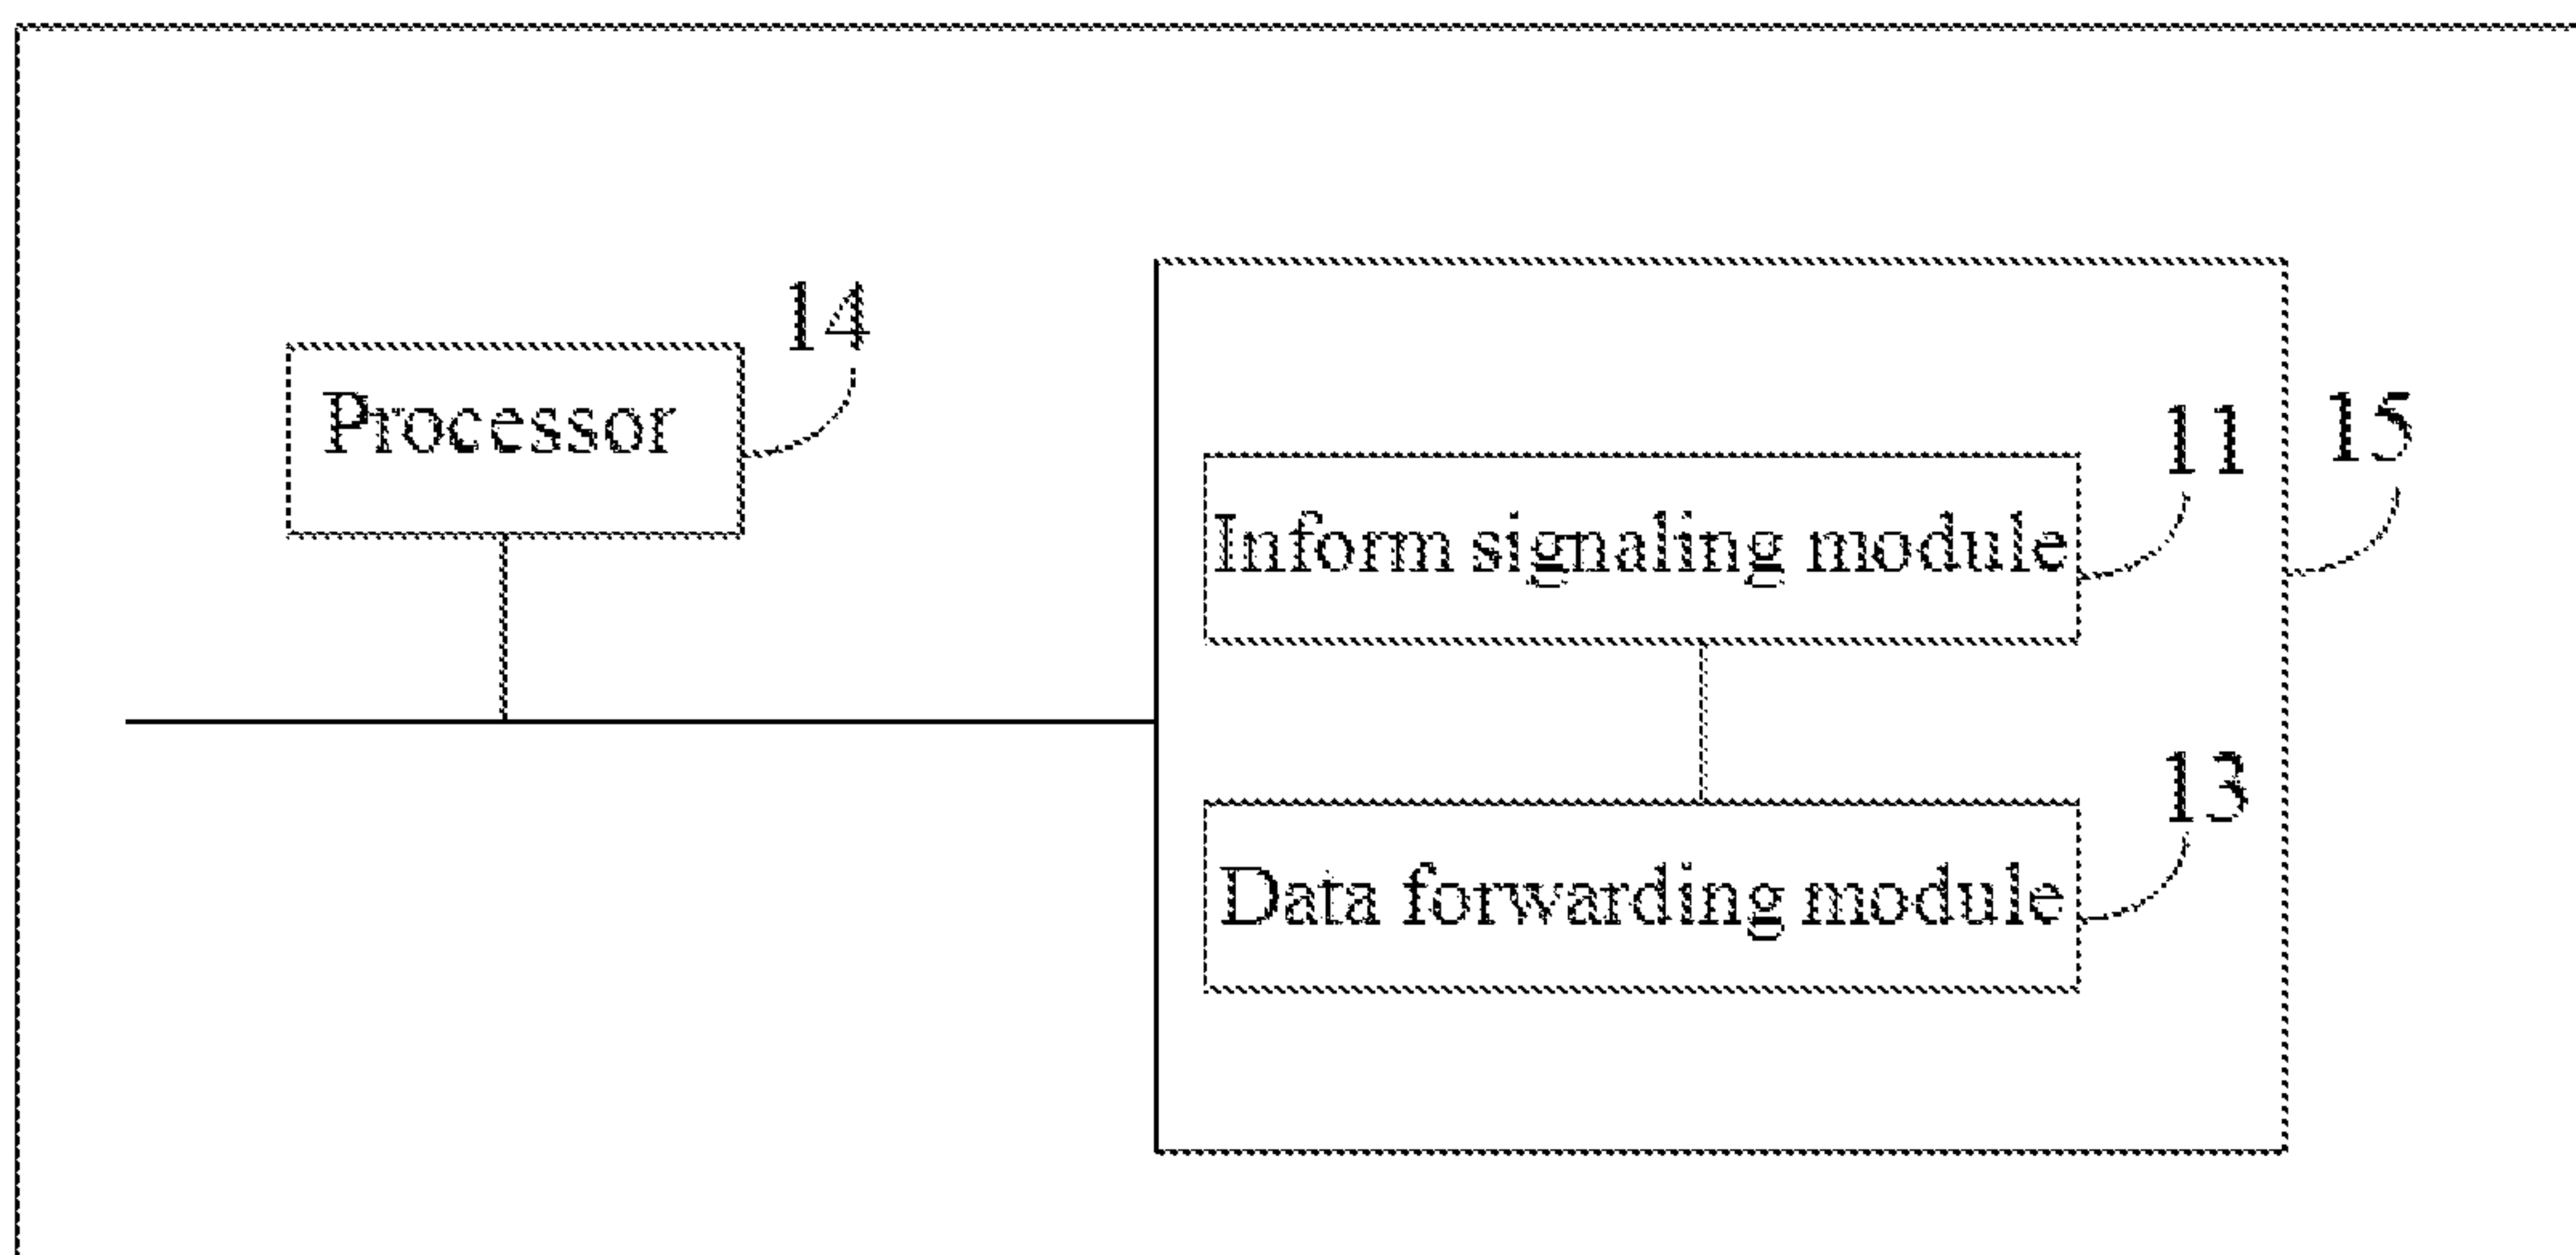 14
Processor
11
15
Inform signaling module
13
Data forwarding module